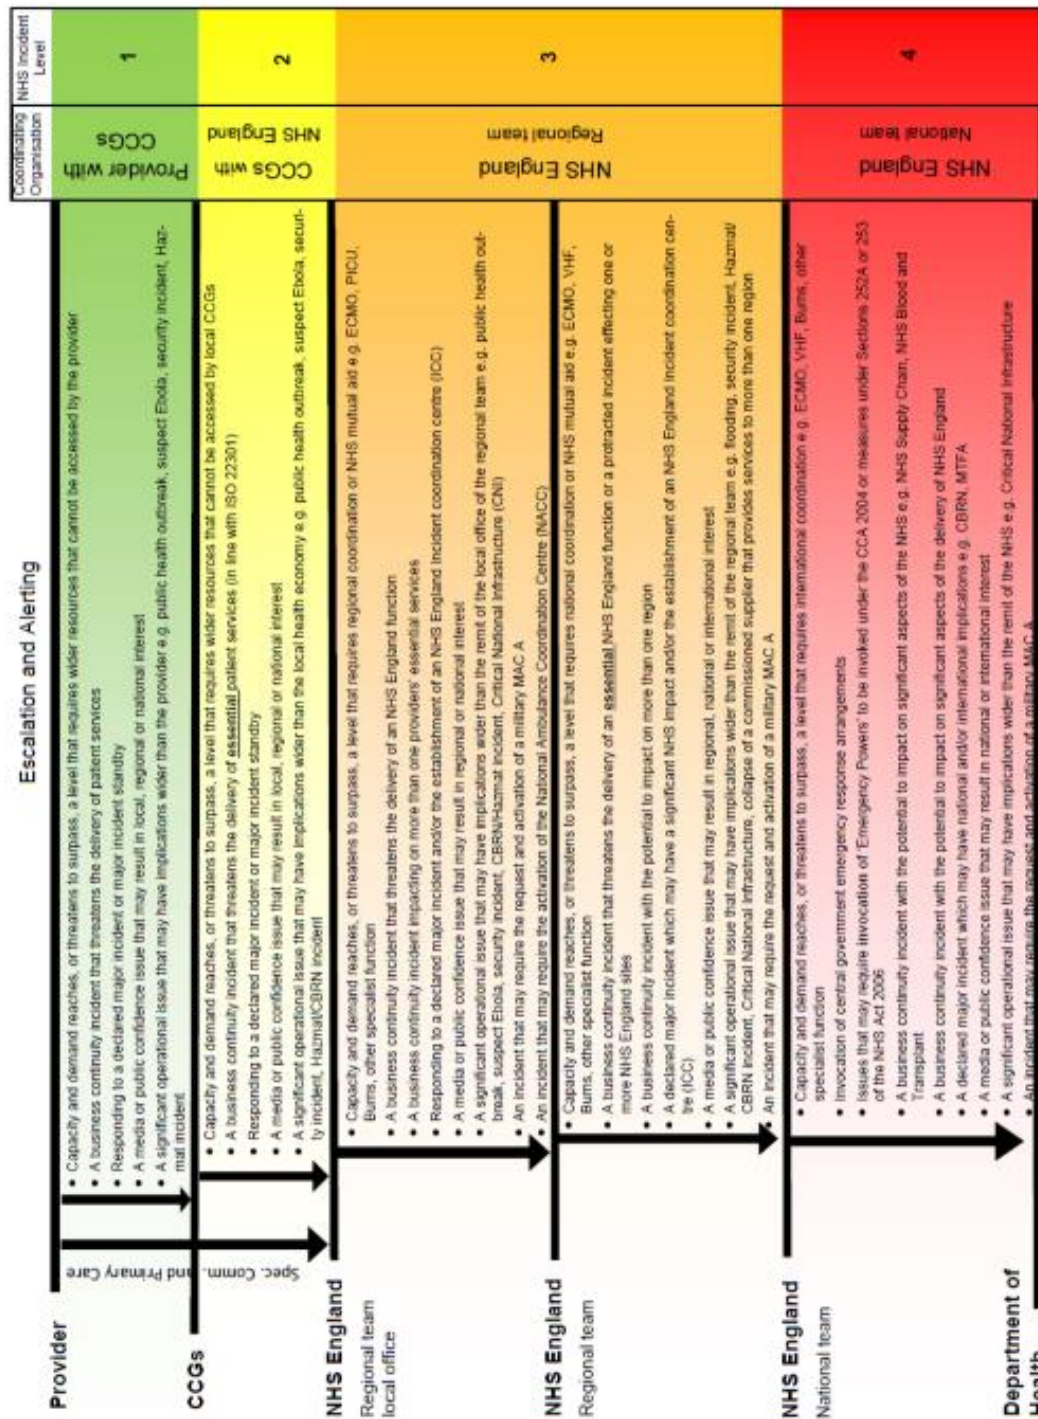 Escalation and Alerting
Coordinating Organisation
NHS Incident Level
Provider
Spec. Comm. and Primary Care
• Capacity and demand reaches, or threatens to surpass, a level that requires wider resources that cannot be accessed by the provider
• A business continuity incident that threatens the delivery of patient services
• Responding to a declared major incident or major incident standby
• A media or public confidence issue that may result in local, regional or national interest
• A significant operational issue that may have implications wider than the provider e.g. public health outbreak, suspect Ebola, security incident, Haz-
mat incident
Provider with
CCGs
1
CCGs
• Capacity and demand reaches, or threatens to surpass, a level that requires wider resources that cannot be accessed by local CCGs
• A business continuity incident that threatens the delivery of essential patient services (in line with ISO 22301)
• Responding to a declared major incident or major incident standby
• A media or public confidence issue that may result in local, regional or national interest
• A significant operational issue that may have implications wider than the local health economy e.g. public health outbreak, suspect Ebola, securi-
ty incident, Hazmat/CBRN incident
CCGs with
NHS England
2
NHS England
Regional team
local office
• Capacity and demand reaches, or threatens to surpass, a level that requires regional coordination or NHS mutual aid e.g. ECMO, PICU,
Burns, other specialist function
• A business continuity incident that threatens the delivery of an NHS England function
• A business continuity incident impacting on more than one providers' essential services
• Responding to a declared major incident and/or the establishment of an NHS England incident coordination centre (ICC)
• A media or public confidence issue that may result in regional or national interest
• A significant operational issue that may have implications wider than the remit of the local office of the regional team e.g. public health out-
break, suspect Ebola, security incident, CBRN/Hazmat incident, Critical National Infrastructure (CNI)
• An incident that may require the request and activation of a military MAC A
• An incident that may require the activation of the National Ambulance Coordination Centre (NACC)
NHS England
Regional team
3
NHS England
Regional team
• Capacity and demand reaches, or threatens to surpass, a level that requires national coordination or NHS mutual aid e.g. ECMO, VHF,
Burns, other specialist function
• A business continuity incident that threatens the delivery of an essential NHS England function or a protracted incident effecting one or
more NHS England sites
• A business continuity incident with the potential to impact on more than one region
• A declared major incident which may have a significant NHS impact and/or the establishment of an NHS England incident coordination cen-
tre (ICC)
• A media or public confidence issue that may result in regional, national or international interest
• A significant operational issue that may have implications wider than the remit of the regional team e.g. flooding, security incident, Hazmat/
CBRN incident, Critical National Infrastructure, collapse of a commissioned supplier that provides services to more than one region
• An incident that may require the request and activation of a military MAC A
NHS England
National team
• Capacity and demand reaches, or threatens to surpass, a level that requires international coordination e.g. ECMO, VHF, Burns, other
specialist function
• Invocation of central government emergency response arrangements
• Issues that may require invocation of 'Emergency Powers' to be invoked under the CCA 2004 or measures under Sections 252A or 253
of the NHS Act 2006
• A business continuity incident with the potential to impact on significant aspects of the NHS e.g. NHS Supply Chain, NHS Blood and
Transplant
• A business continuity incident with the potential to impact on significant aspects of the delivery of NHS England
• A declared major incident which may have national and/or international implications e.g. CBRN, MTFA
• A media or public confidence issue that may result in national or international interest
• A significant operational issue that may have implications wider than the remit of the NHS e.g. Critical National Infrastructure
• An incident that may require the request and activation of a military MAC A
NHS England
National team
4
Department of
Health